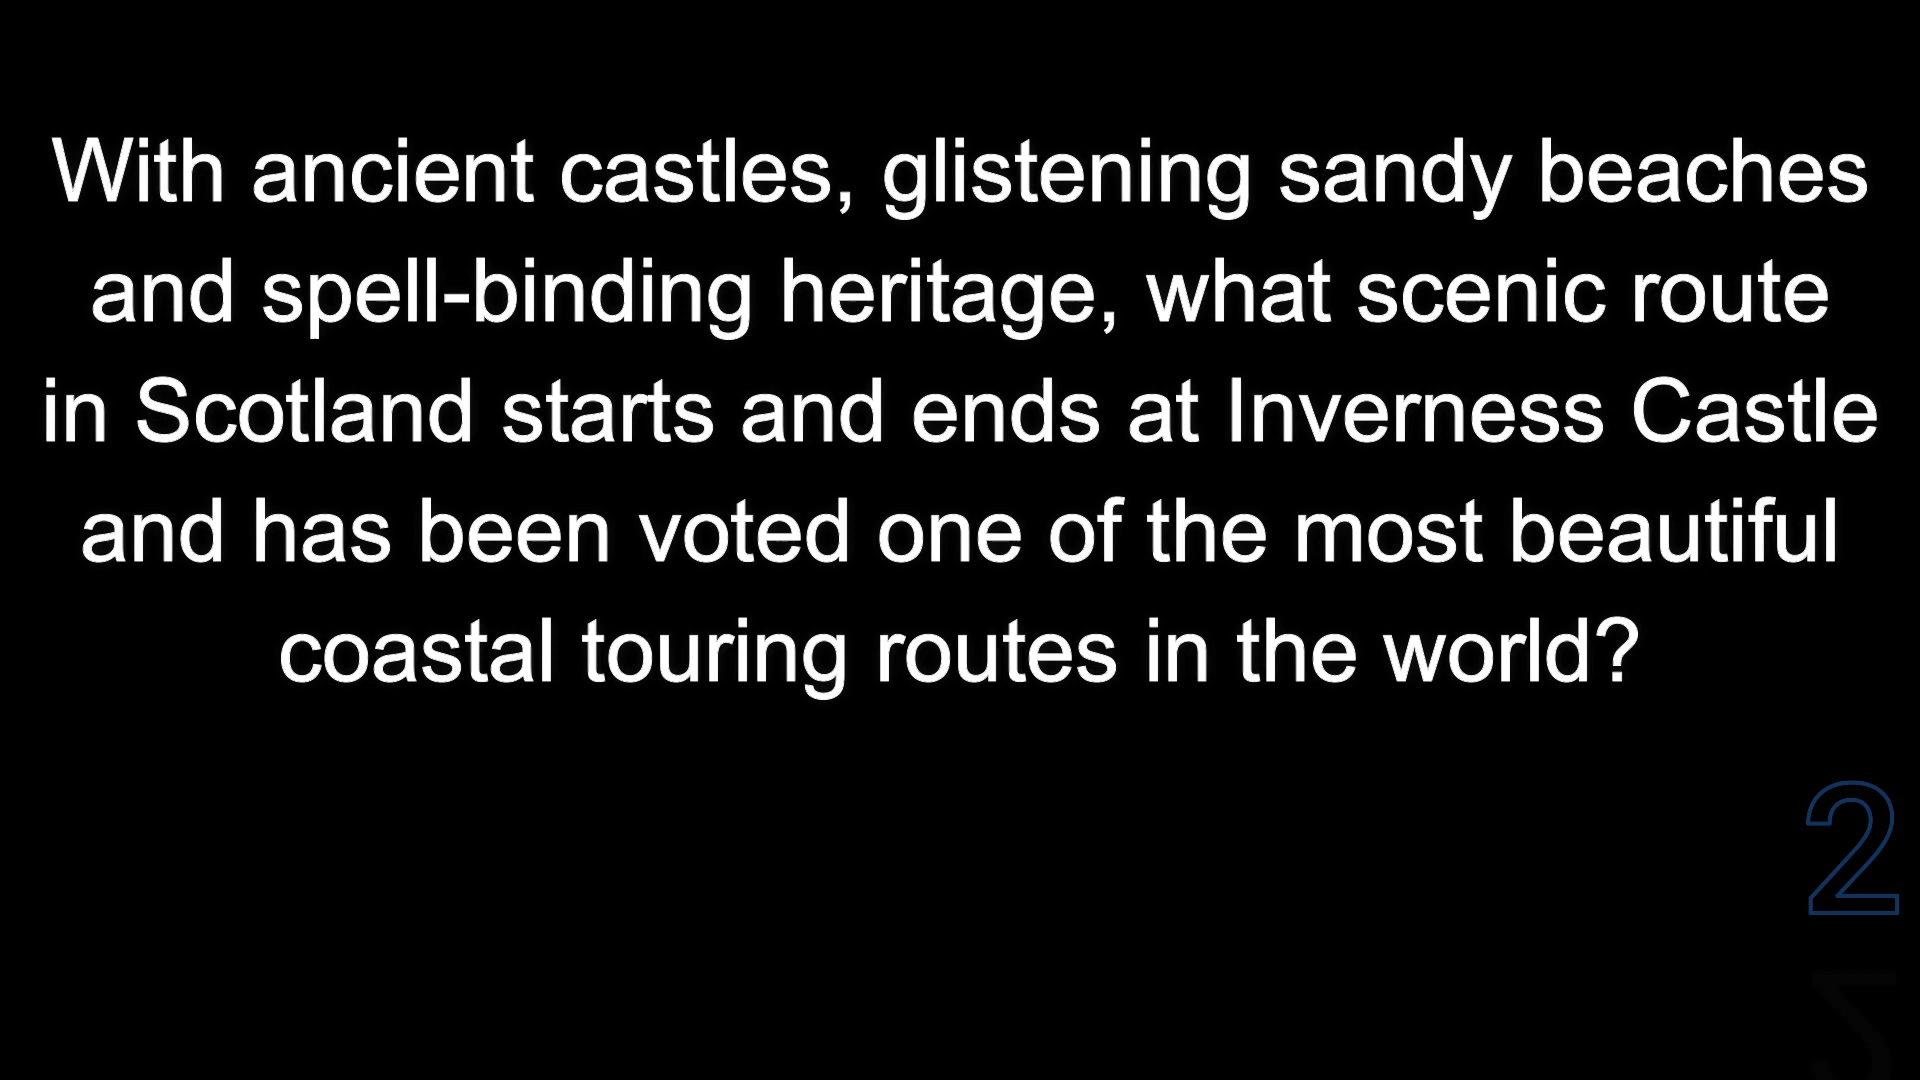 With ancient castles, glistening sandy beaches
and spell-binding heritage, what scenic route
in Scotland starts and ends at Inverness Castle
and has been voted one of the most beautiful
coastal touring routes in the world?
2